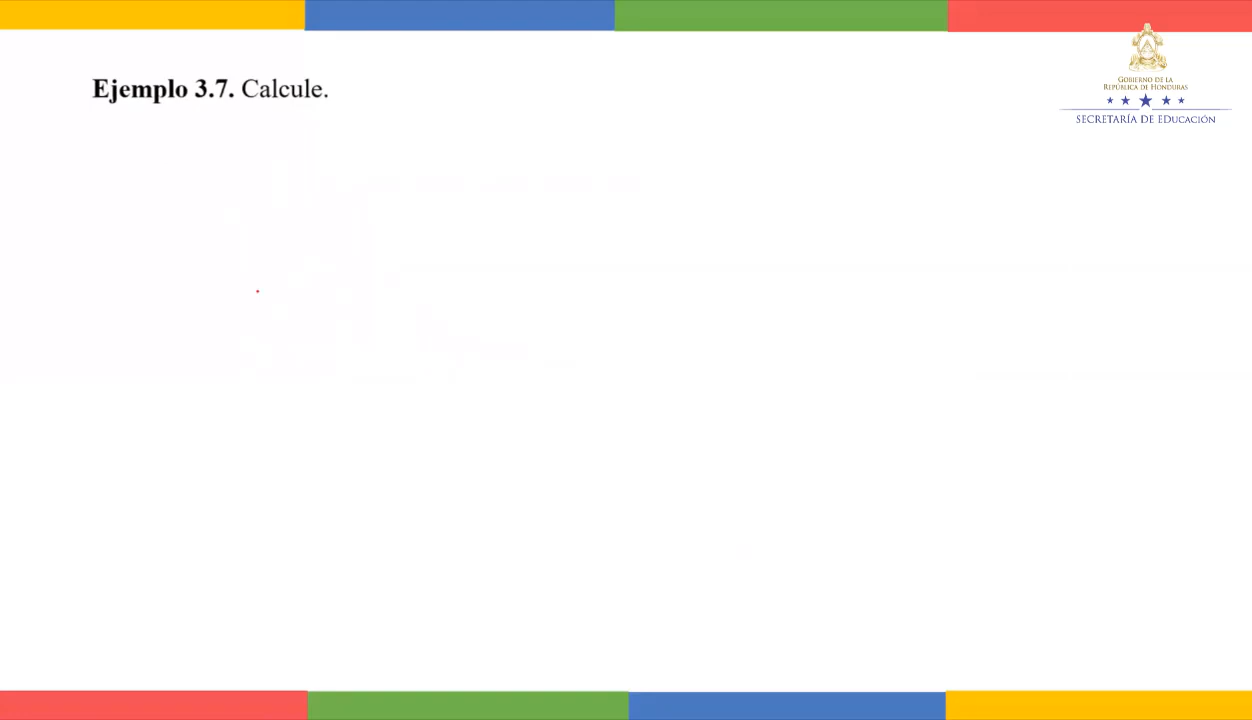 Ejemplo 3.7. Calcule.
GOBIERNO DE LA
REPÚBLICA DE HONDURAS
SECRETARÍA DE EDUCACIÓN